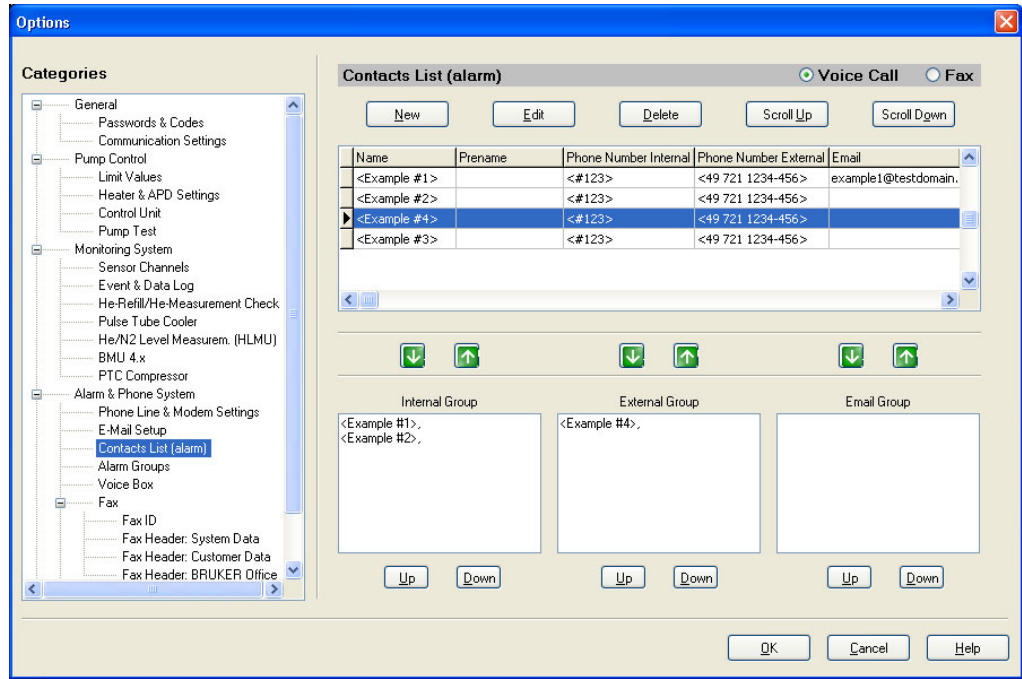 Options
Categories
General
Passwords & Codes
Communication Settings
Pump Control
Limit Values
Heater & APD Settings
Control Unit
Pump Test
Monitoring System
Sensor Channels
Event & Data Log
He-Refill/He-Measurement Check
Pulse Tube Cooler
He/N2 Level Measurem. (HLMU)
BMU 4.x
PTC Compressor
Alarm & Phone System
Phone Line & Modem Settings
E-Mail Setup
Contacts List (alarm)
Alarm Groups
Voice Box
Fax
Fax ID
Fax Header: System Data
Fax Header: Customer Data
Fax Header: BRUKER Office
Contacts List (alarm) Voice Call Fax
New Edit Delete Scroll Up Scroll Down
Name Prename Phone Number Internal Phone Number External Email
<Example #1> <#123> <49 721 1234-456> example1@testdomain.
<Example #2> <#123> <49 721 1234-456>
<Example #4> <#123> <49 721 1234-456>
<Example #3> <#123> <49 721 1234-456>
Internal Group External Group Email Group
<Example #1>, <Example #4>,
<Example #2>,
Up Down Up Down Up Down
OK Cancel Help